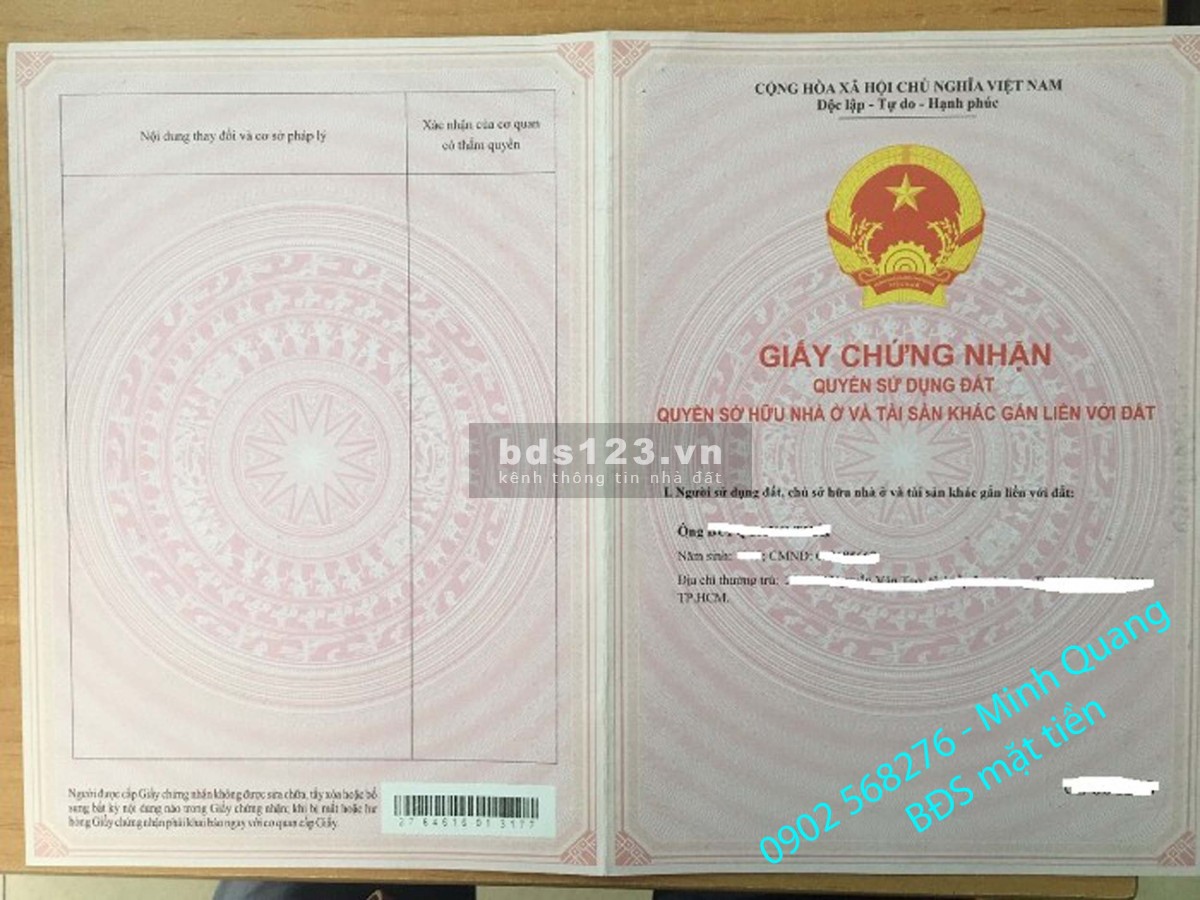 Nội dung thay đổi và cơ sở pháp lý
Xác nhận của cơ quan
có thẩm quyền
Người được cấp Giấy chứng nhận không được sửa chữa, tẩy xóa hoặc bổ
sung bất kỳ nội dung nào trong Giấy chứng nhận; khi bị mất hoặc hư
hỏng Giấy chứng nhận phải khai báo ngay với cơ quan cấp Giấy.
CỘNG HÒA XÃ HỘI CHỦ NGHĨA VIỆT NAM
Độc lập - Tự do - Hạnh phúc
GIẤY CHỨNG NHẬN
QUYỀN SỬ DỤNG ĐẤT
QUYỀN SỞ HỮU NHÀ Ở VÀ TÀI SẢN KHÁC GẮN LIỀN VỚI ĐẤT
bds123.vn
kênh thông tin nhà đất
I. Người sử dụng đất, chủ sở hữu nhà ở và tài sản khác gắn liền với đất:
Ông
Năm sinh: ; CMND:
Địa chỉ thường trú:
TP.HCM.
0902 568276 - Minh Quang
BĐS mặt tiền